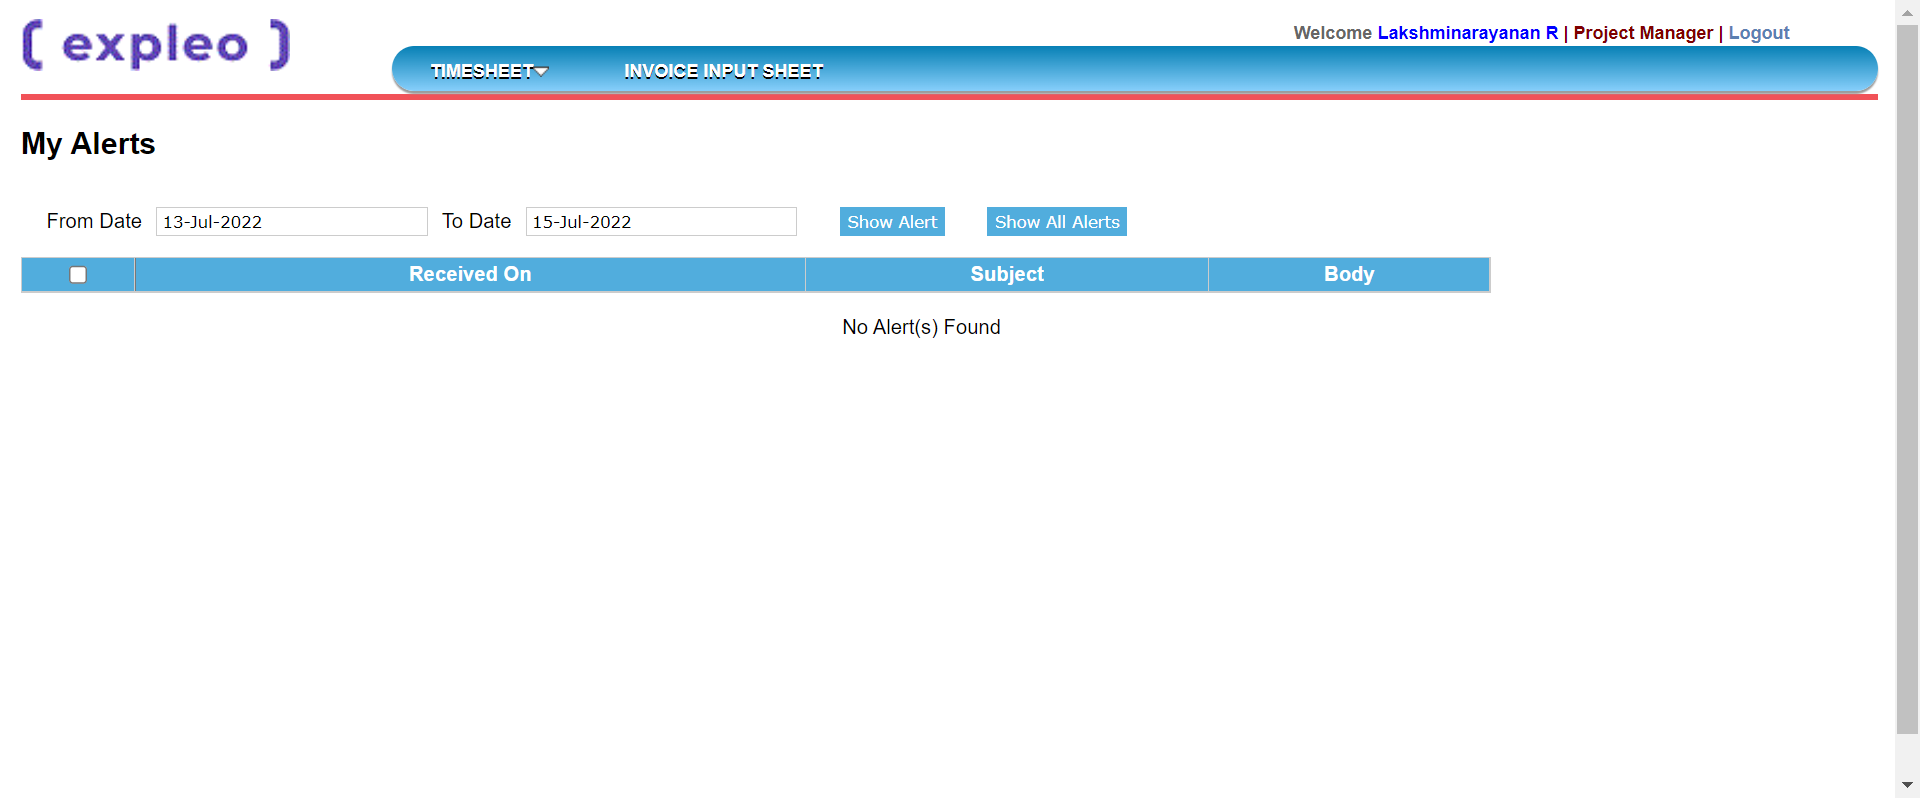 ( expleo )
Welcome Lakshminarayanan R | Project Manager | Logout
TIMESHEET INVOICE INPUT SHEET
My Alerts
From Date 13-Jul-2022 To Date 15-Jul-2022 Show Alert Show All Alerts
Received On Subject Body
No Alert(s) Found